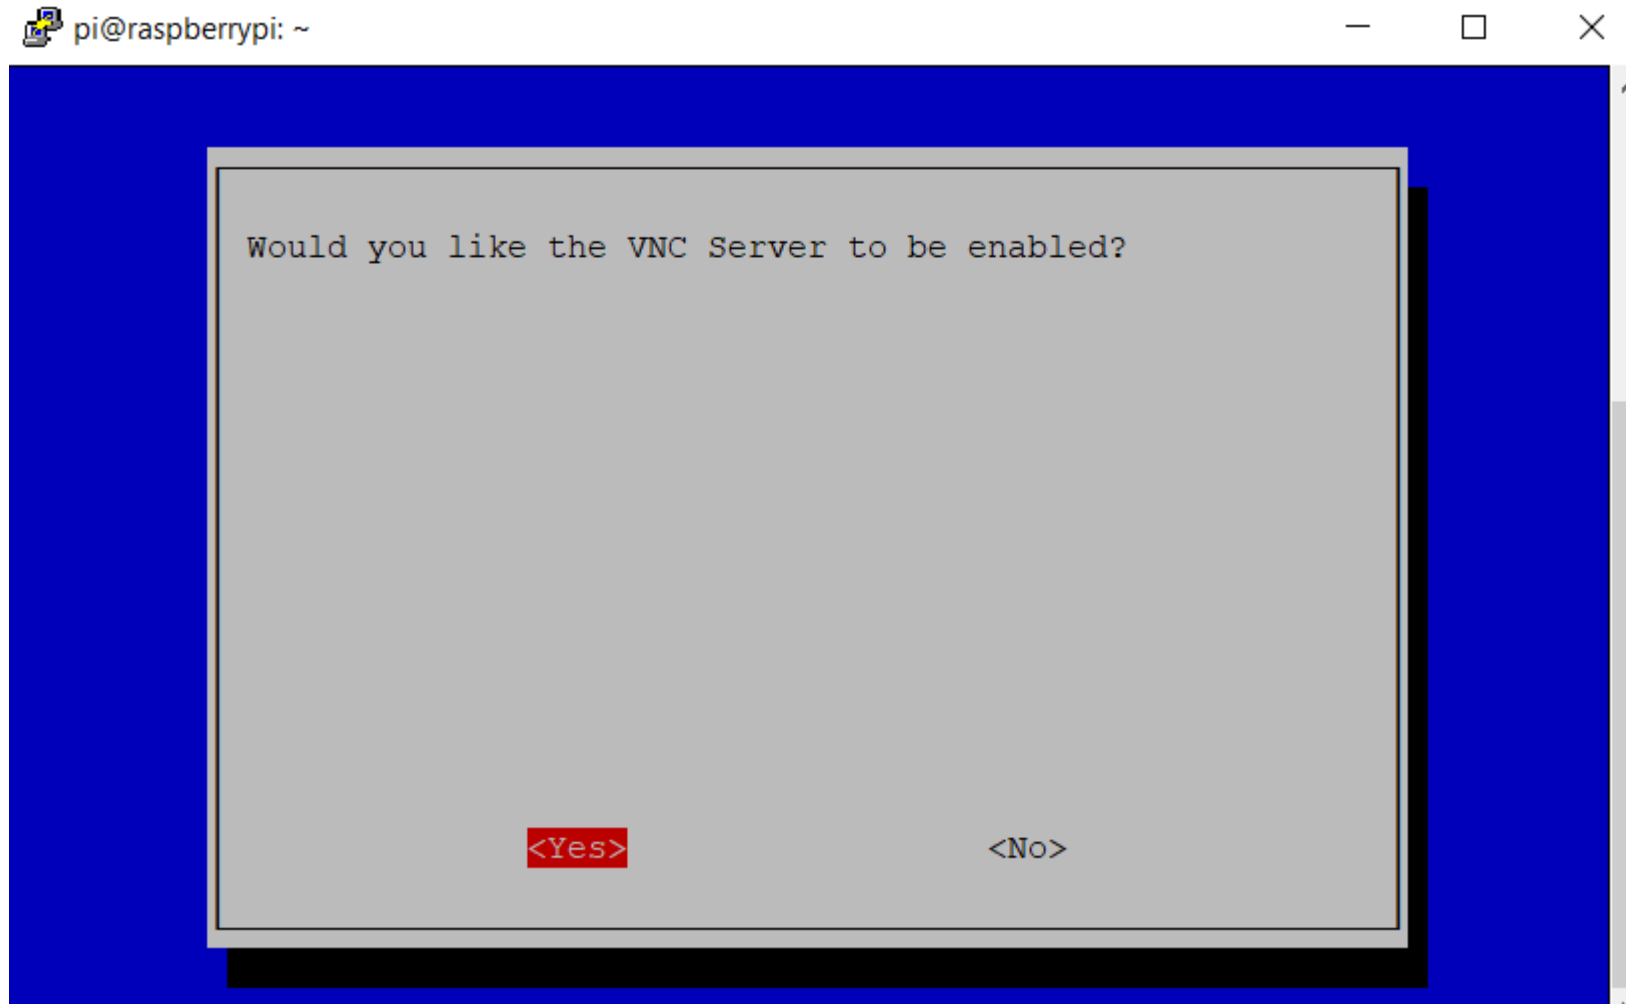 pi@raspberrypi: ~
Would you like the VNC Server to be enabled?
<Yes> <No>